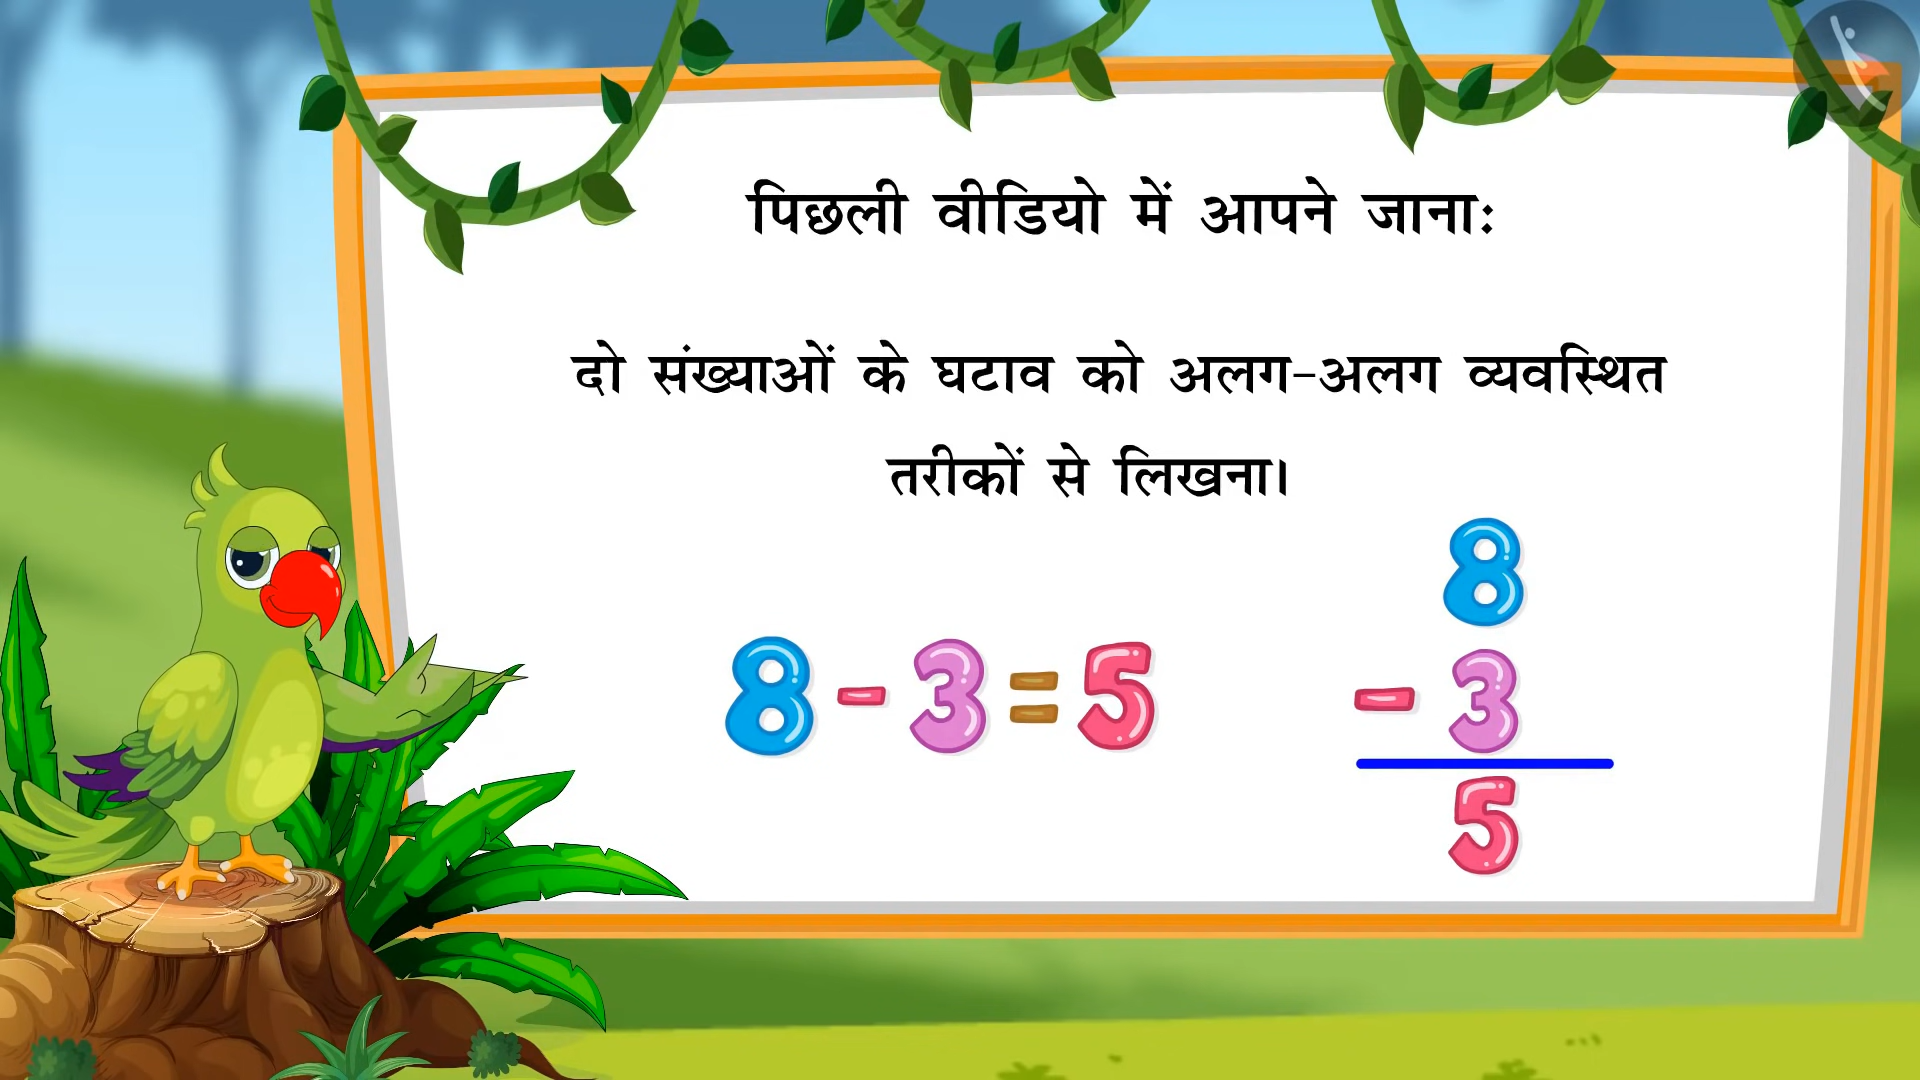 पिछली वीडियो में आपने जानाः
दो संख्याओं के घटाव को अलग-अलग व्यवस्थित
तरीकों से लिखना।
8
8-3=5
- 3
5